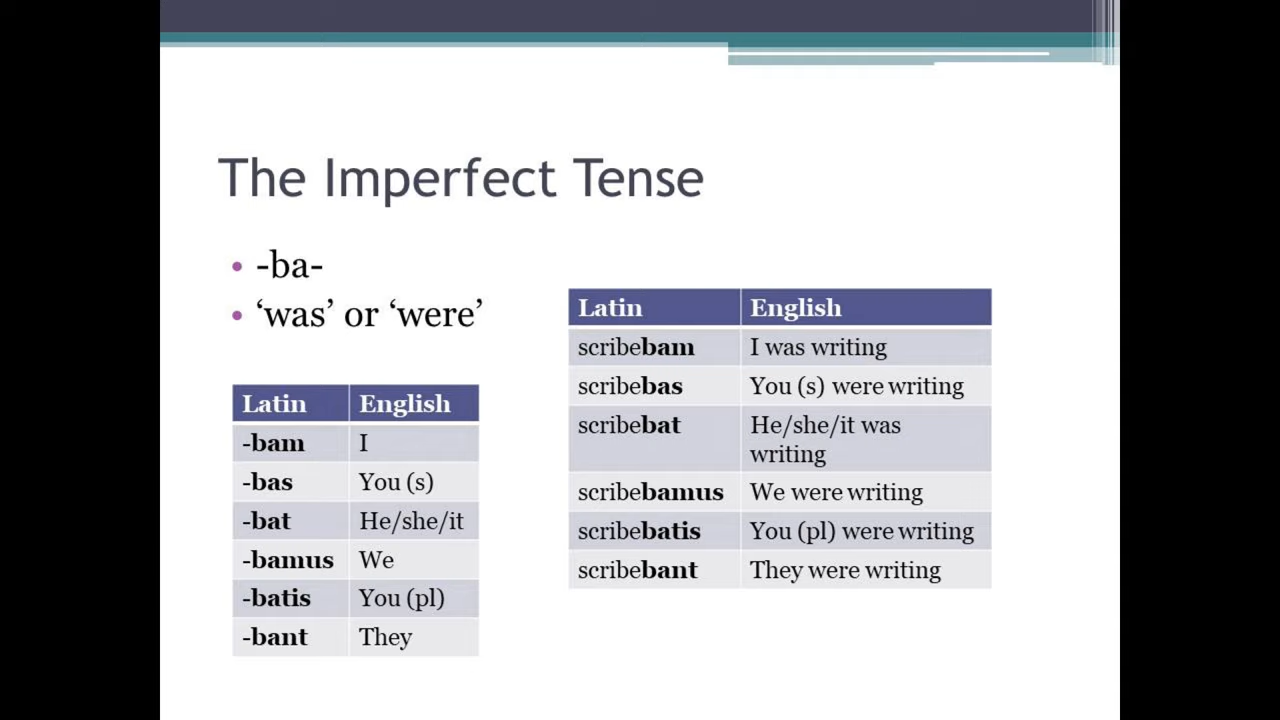 The Imperfect Tense
• -ba-
• ‘was’ or ‘were’
Latin English
-bam I
-bas You (s)
-bat He/she/it
-bamus We
-batis You (pl)
-bant They
Latin English
scribebam I was writing
scribebas You (s) were writing
scribebat He/she/it was
writing
scribebamus We were writing
scribebatis You (pl) were writing
scribebant They were writing